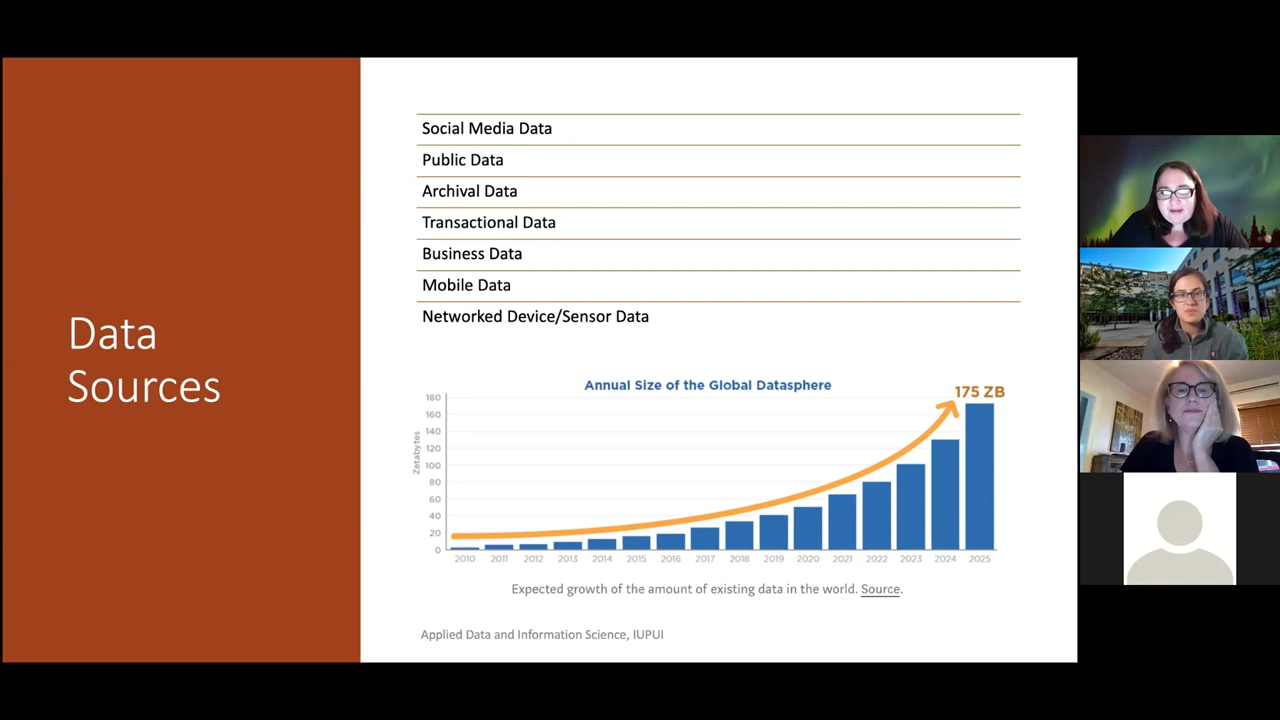 Data
Sources
Social Media Data
Public Data
Archival Data
Transactional Data
Business Data
Mobile Data
Networked Device/Sensor Data
Annual Size of the Global Datasphere
175 ZB
Zetabytes
180
160
140
120
100
80
60
40
20
0
2010 2011 2012 2013 2014 2015 2016 2017 2018 2019 2020 2021 2022 2023 2024 2025
Expected growth of the amount of existing data in the world. Source.
Applied Data and Information Science, IUPUI